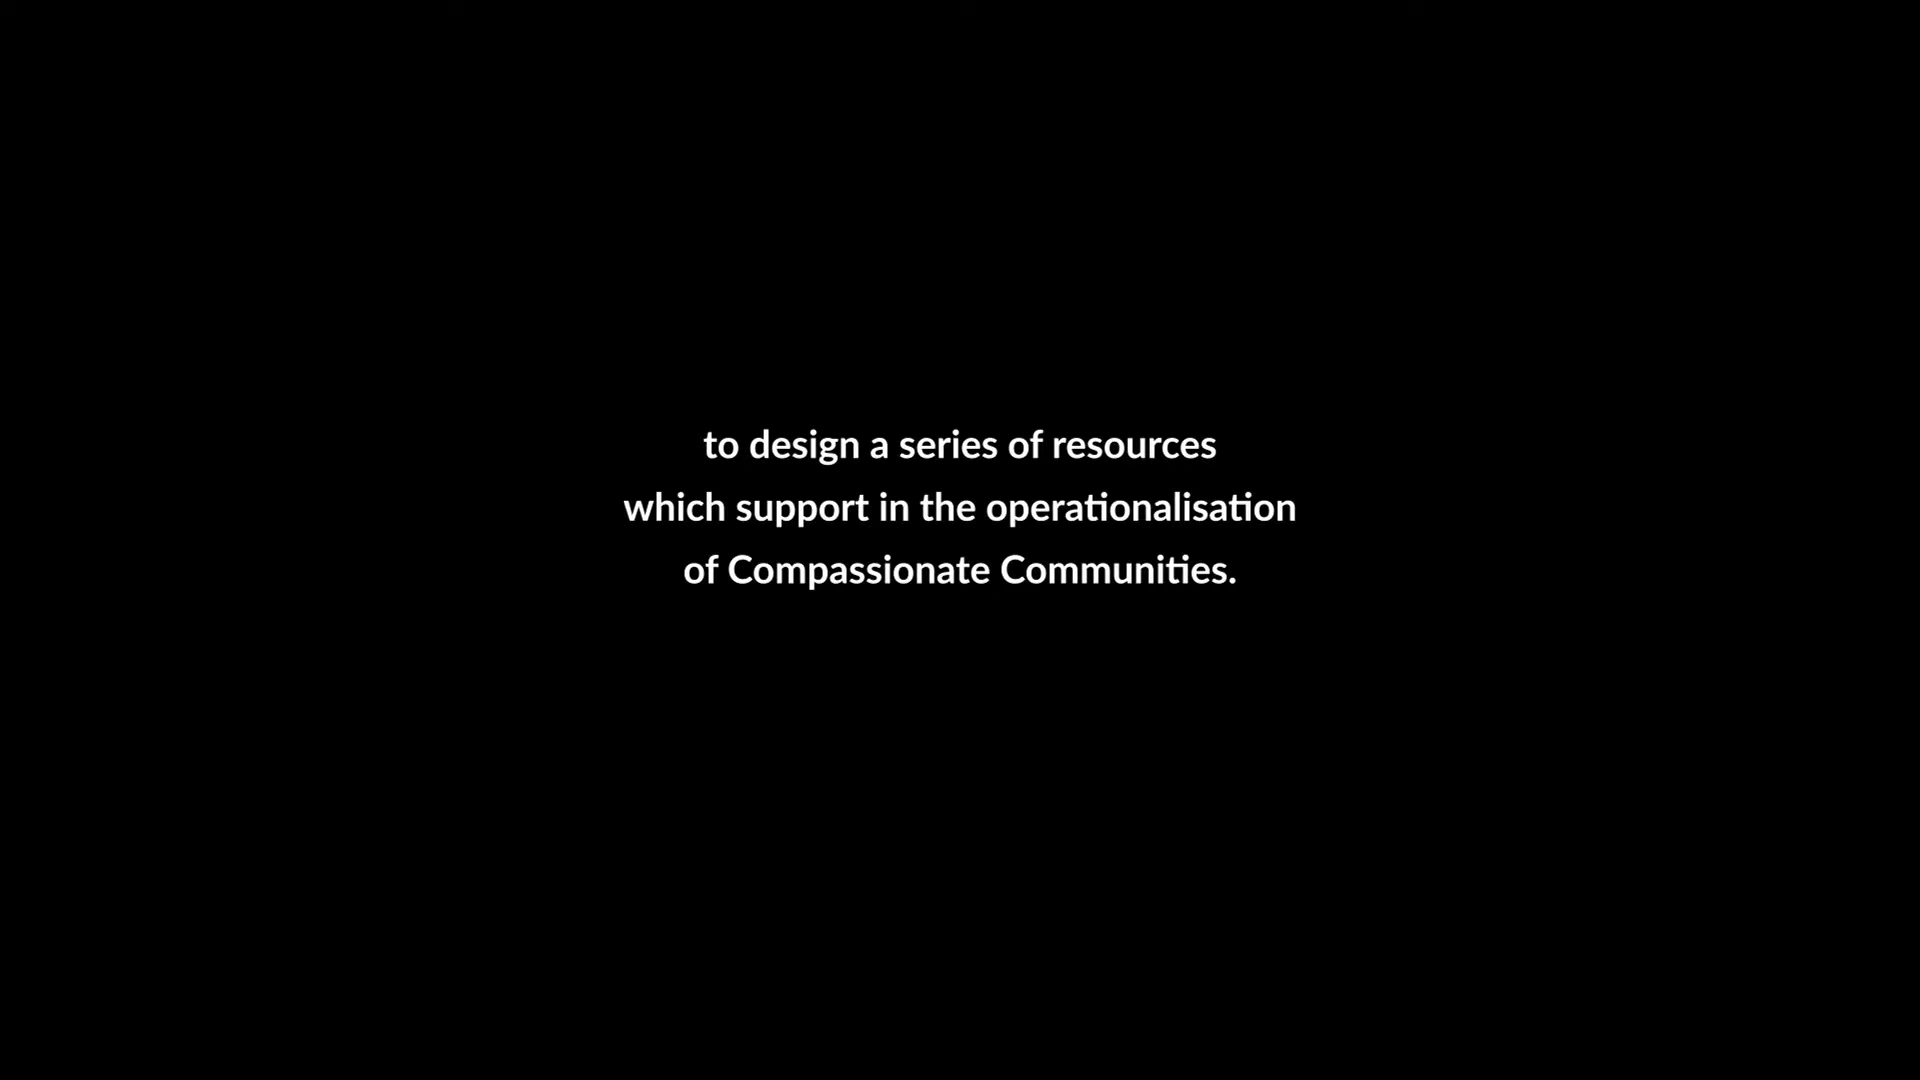 to design a series of resources
which support in the operationalisation
of Compassionate Communities.